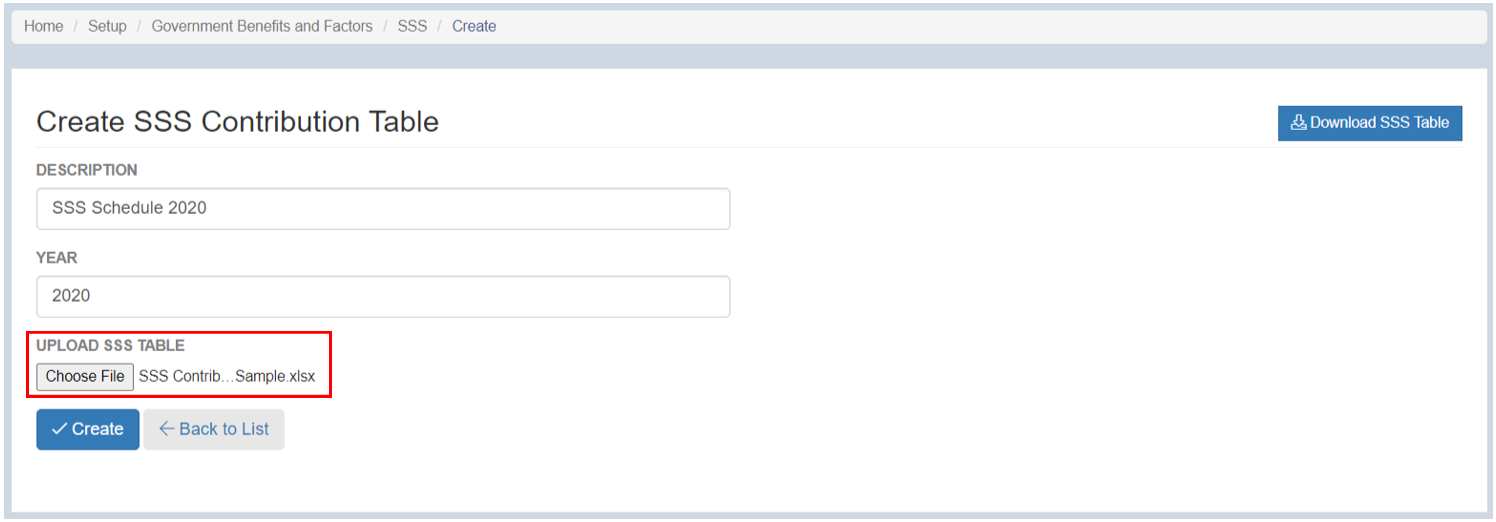 Home / Setup / Government Benefits and Factors / SSS / Create
Create SSS Contribution Table
Download SSS Table
DESCRIPTION
SSS Schedule 2020
YEAR
2020
UPLOAD SSS TABLE
Choose File SSS Contrib...Sample.xlsx
Create Back to List